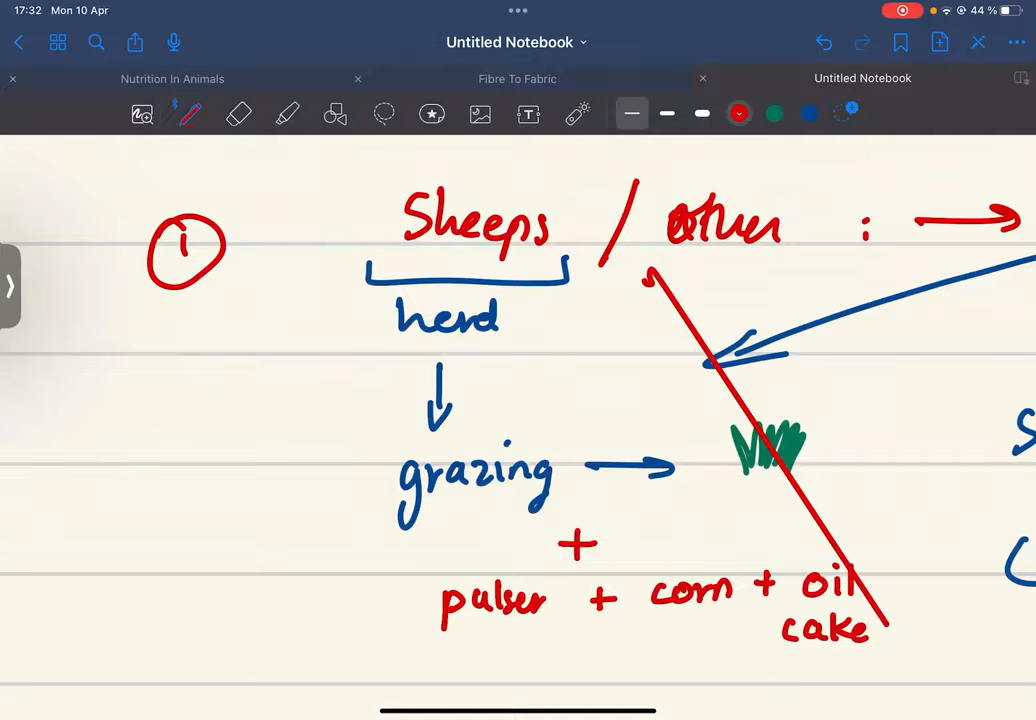 17:32 Mon 10 Apr
44 %
Untitled Notebook
Nutrition In Animals
Fibre To Fabric
Untitled Notebook
1 Sheeps / other : →
herd
↓
grazing →
+
pulser + corn + oil
cake